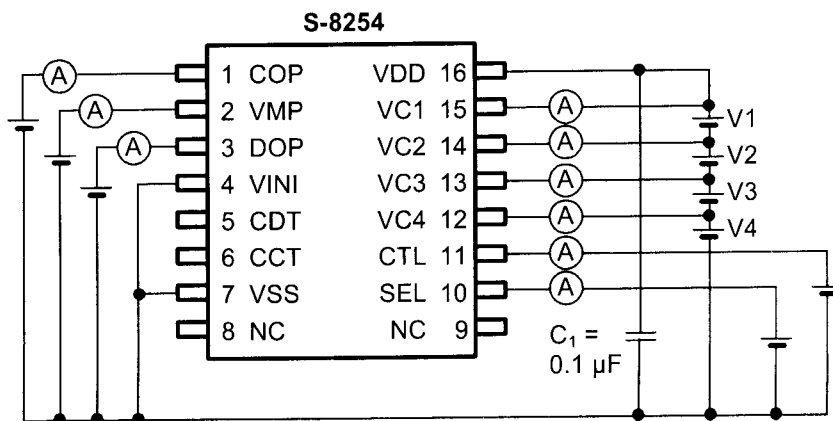 S-8254
A
1 COP
VDD 16
A
2 VMP
VC1 15
A
V1
A
3 DOP
VC2 14
A
V2
4 VINI
VC3 13
A
V3
5 CDT
VC4 12
A
V4
6 CCT
CTL 11
A
7 VSS
SEL 10
A
8 NC
NC 9
C₁ =
0.1 µF